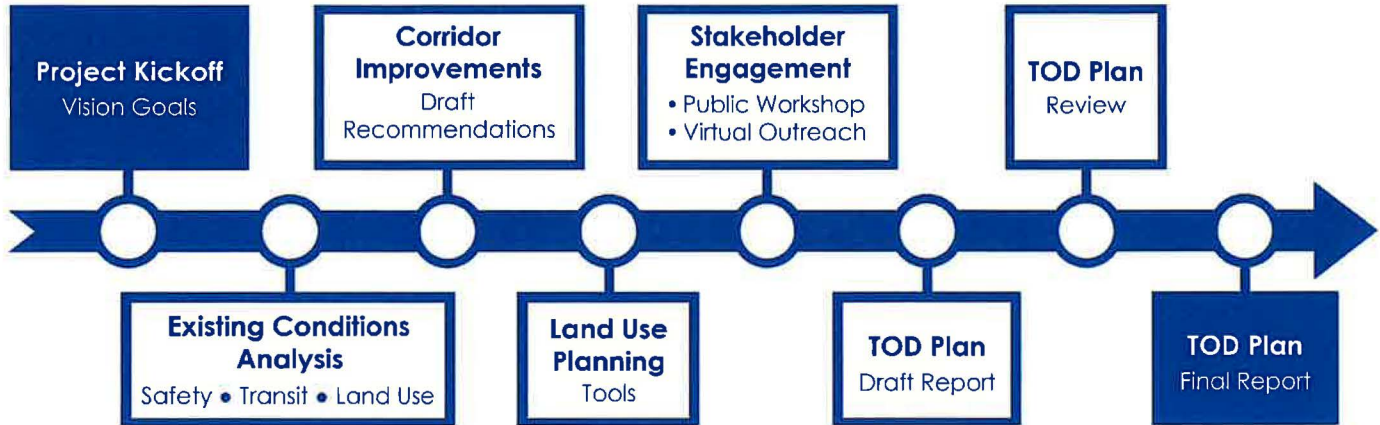 Project Kickoff
Vision Goals
Existing Conditions
Analysis
Safety • Transit • Land Use
Corridor
Improvements
Draft
Recommendations
Land Use
Planning
Tools
Stakeholder
Engagement
• Public Workshop
• Virtual Outreach
TOD Plan
Draft Report
TOD Plan
Review
TOD Plan
Final Report